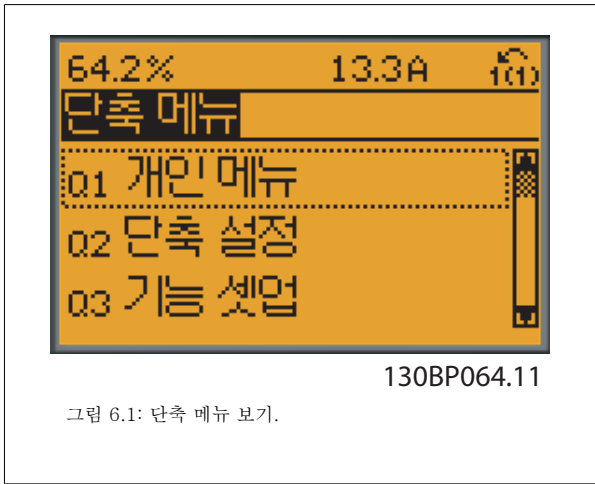 64.2% 13.3A 1(1)
단축 메뉴
Q1 개인 메뉴
Q2 단축 설정
Q3 기능 셋업
130BP064.11
그림 6.1: 단축 메뉴 보기.